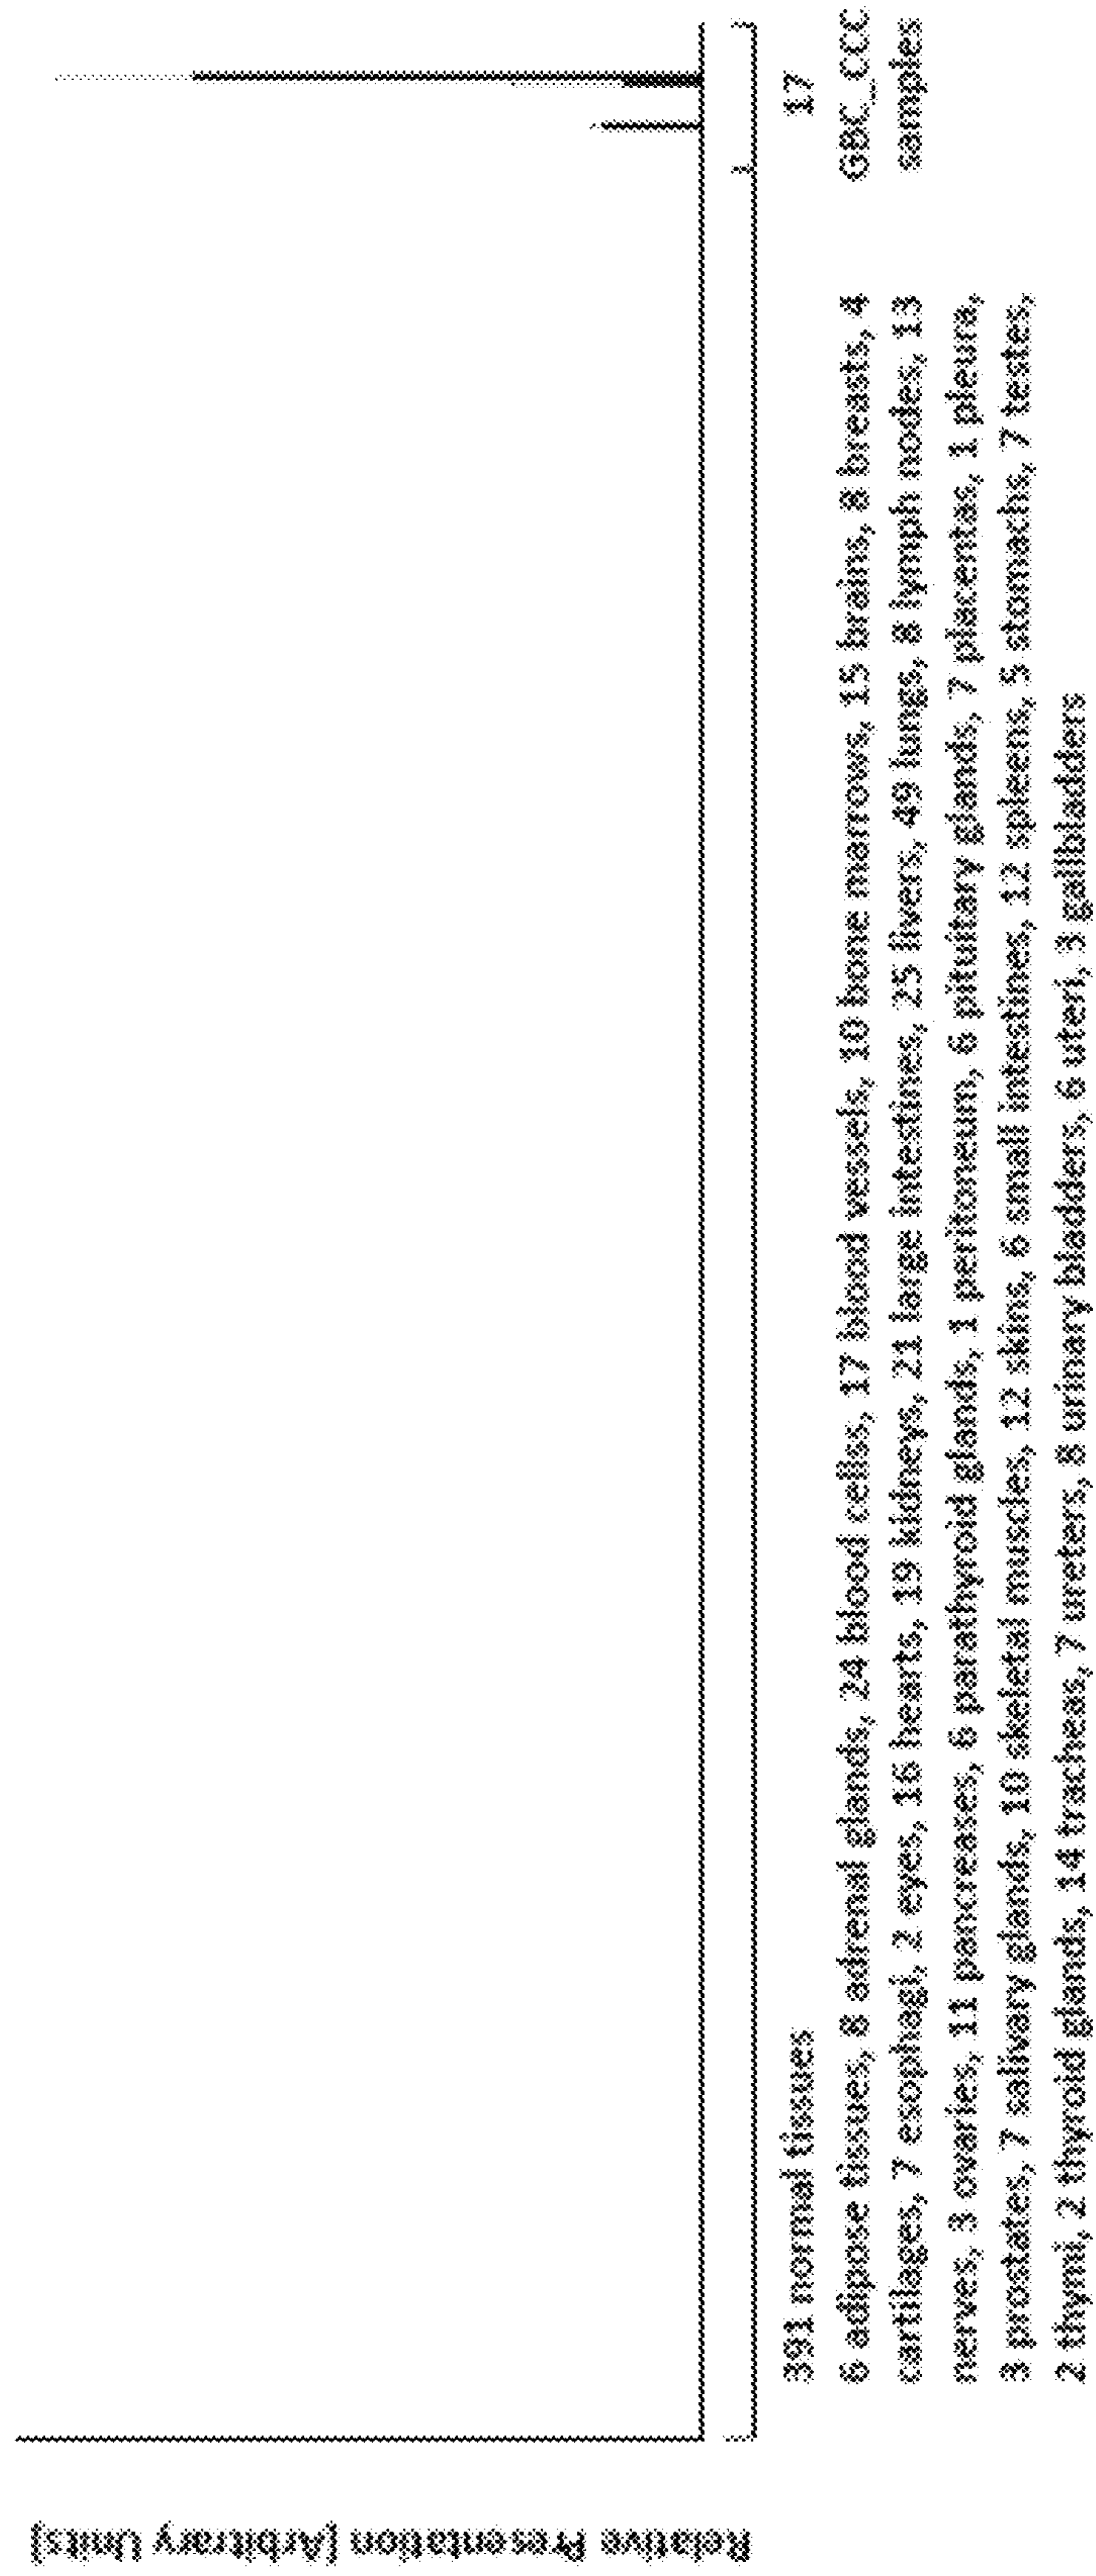 Relative Presentation [Arbitrary Units]
391 normal tissues
6 adipose tissues, 8 adrenal glands, 24 blood cells, 17 blood vessels, 10 bone marrows, 15 brains, 8 breasts, 4
cartilages, 7 esophagi, 2 eyes, 16 hearts, 19 kidneys, 21 large intestines, 25 livers, 49 lungs, 8 lymph nodes, 13
nerves, 3 ovaries, 11 pancreases, 6 parathyroid glands, 1 peritoneum, 6 pituitary glands, 7 placentas, 1 pleura,
3 prostates, 7 salivary glands, 10 skeletal muscles, 12 skins, 6 small intestines, 12 spleens, 5 stomachs, 7 testes,
2 thymi, 2 thyroid glands, 14 tracheas, 7 ureters, 8 urinary bladders, 6 uteri, 3 gallbladders
17
GBC_CCC
samples